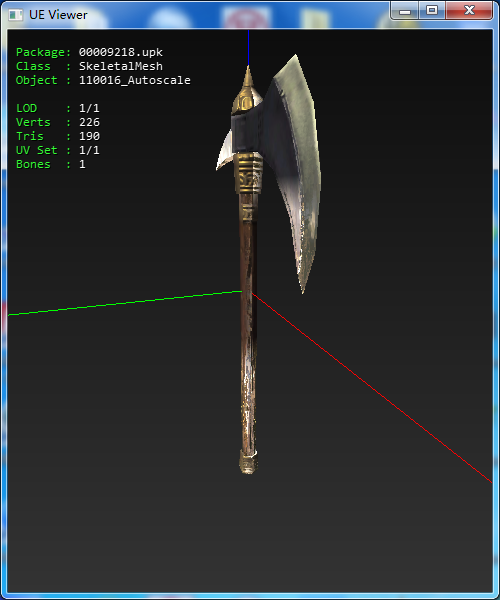 UE Viewer
Package: 00009218.upk
Class : SkeletalMesh
Object : 110016_Autoscale
LOD : 1/1
Verts : 226
Tris : 190
UV Set : 1/1
Bones : 1